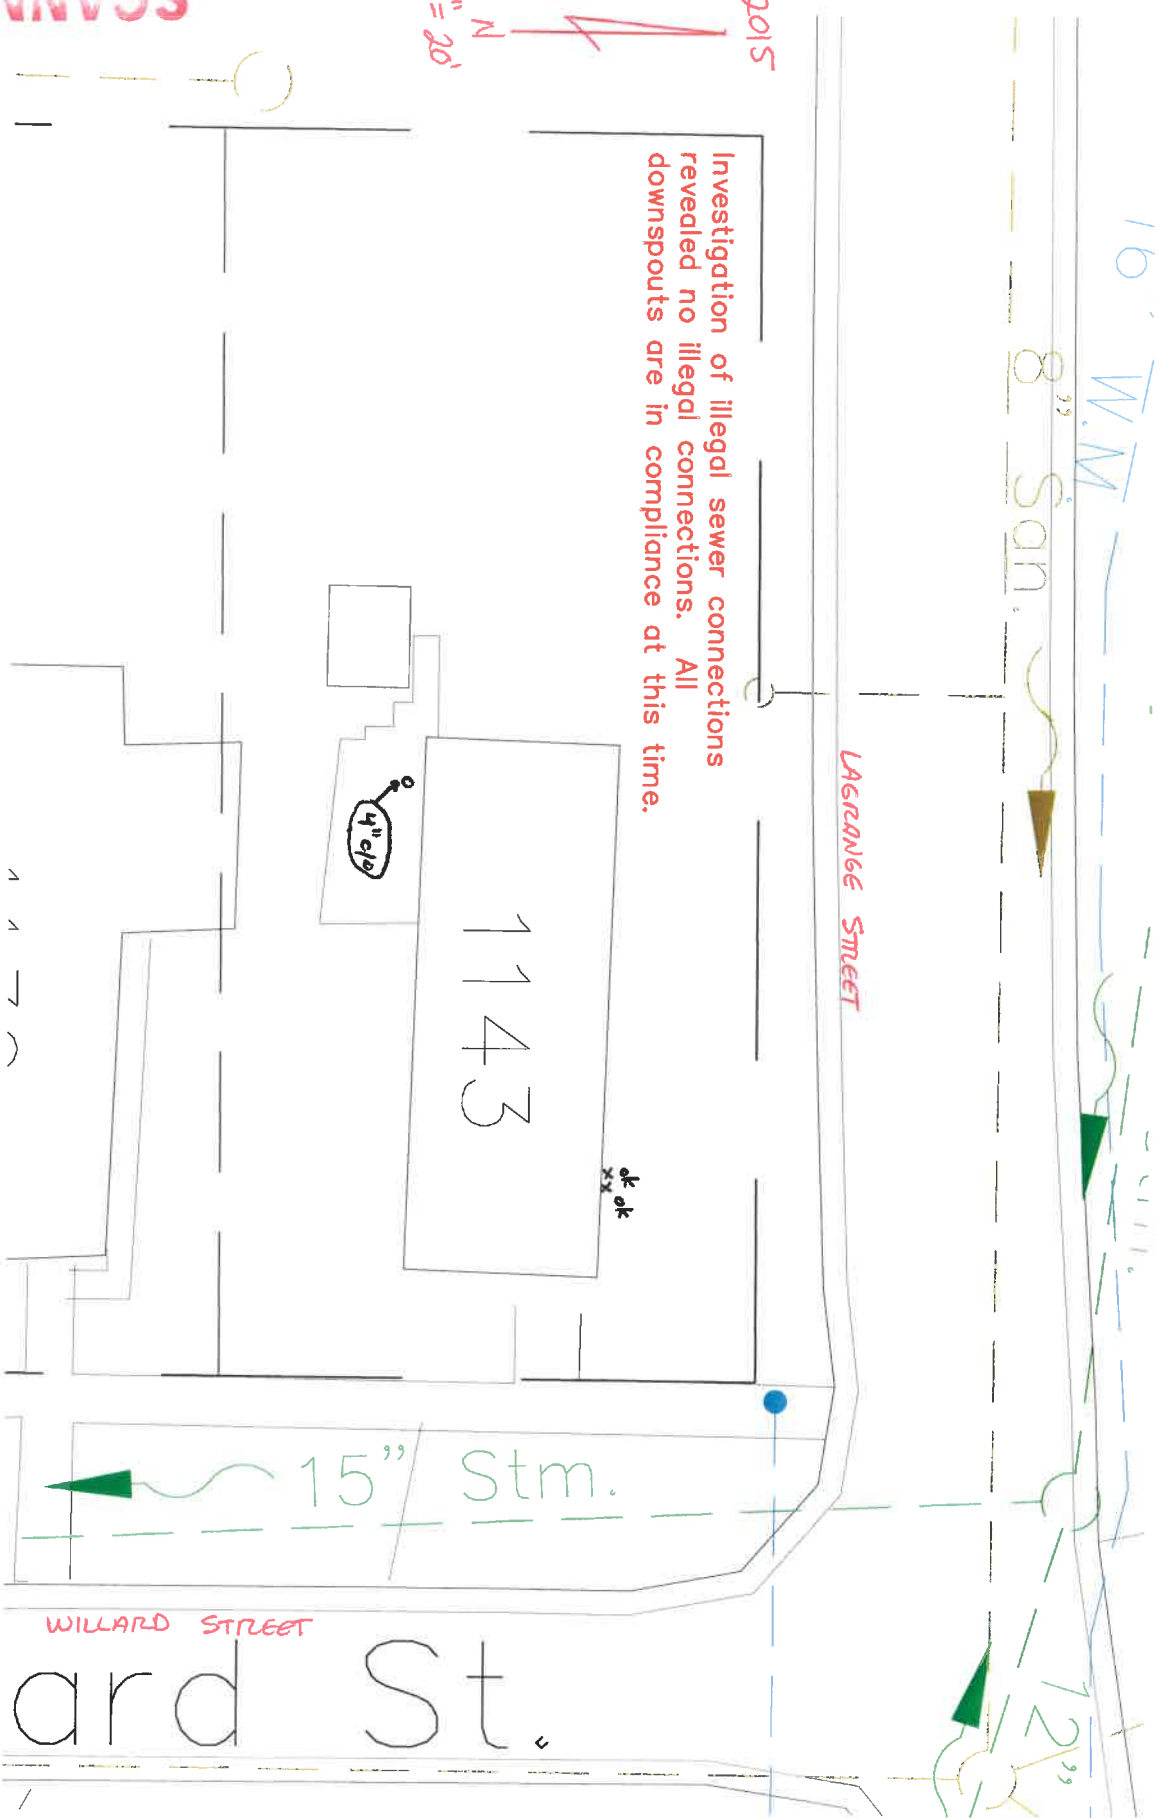 2015
N
" = 20'
Investigation of illegal sewer connections
revealed no illegal connections. All
downspouts are in compliance at this time.
16" W.M.
8" San.
LAGRANGE STREET
4" c/o
1143
ok ok
xx
15" Stm.
12"
WILLARD STREET
ard St.